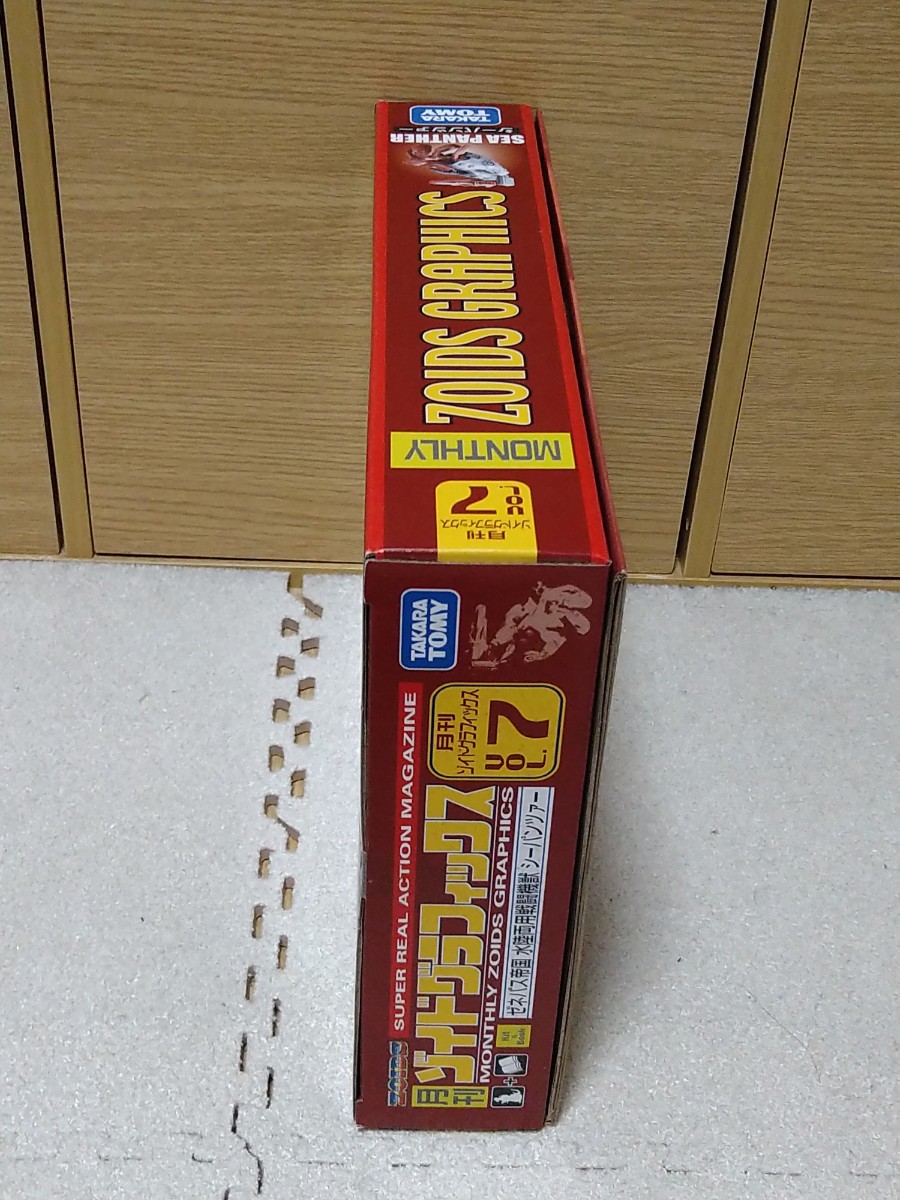 TAKARA
TOMY
シーパンツァー
SEA PANTHER
ZOIDS GRAPHICS
MONTHLY
月刊
ゾイドグラフィックス
VOL.
7
TAKARA
TOMY
月刊
ゾイドグラフィックス
VOL.
7
ZOIDS
SUPER REAL ACTION MAGAZINE
月刊
ゾイドグラフィックス
MONTHLY ZOIDS GRAPHICS
ゼネバス帝国 水陸両用戦闘機獣 シーパンツァー
+
Kit
&
Book